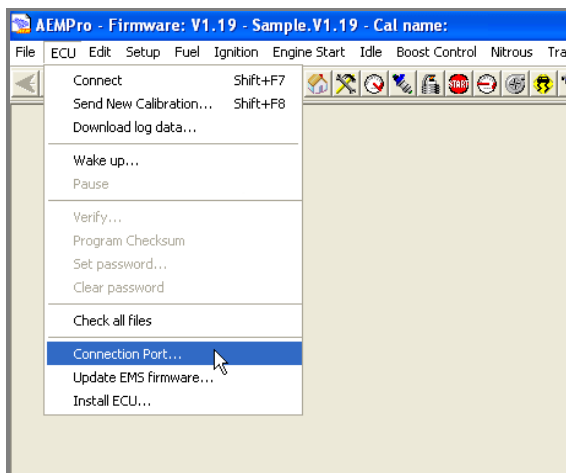 AEMPro - Firmware: V1.19 - Sample.V1.19 - Cal name:
File ECU Edit Setup Fuel Ignition Engine Start Idle Boost Control Nitrous Tra
Connect Shift+F7
Send New Calibration... Shift+F8
Download log data...
Wake up...
Pause
Verify...
Program Checksum
Set password...
Clear password
Check all files
Connection Port...
Update EMS firmware...
Install ECU...
START